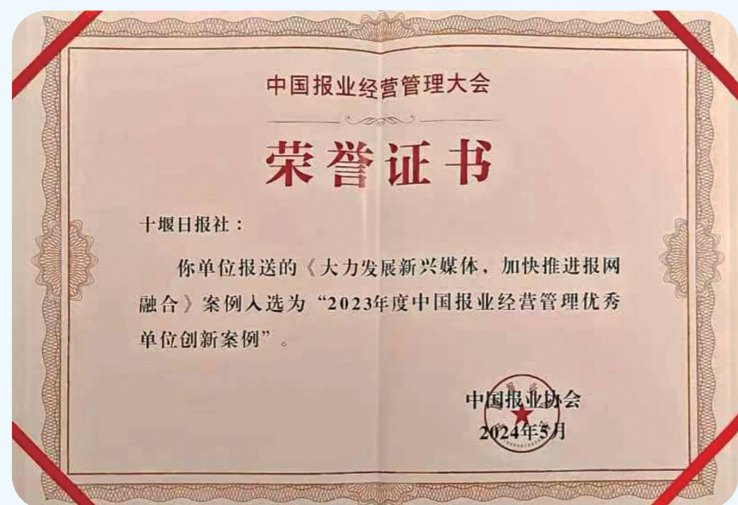 中国报业经营管理大会
荣誉证书
十堰日报社：
你单位报送的《大力发展新兴媒体，加快推进报网
融合》案例入选为“2023年度中国报业经营管理优秀
单位创新案例”。
中国报业协会
2024年5月